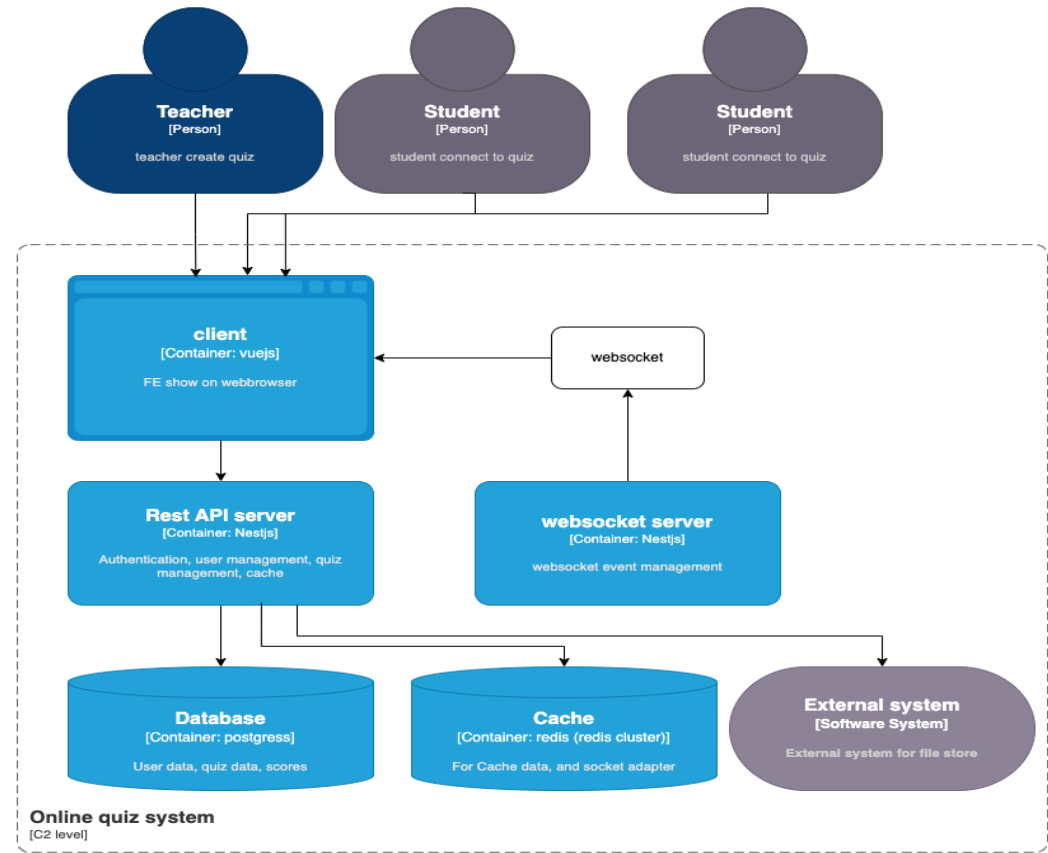 Teacher
[Person]
teacher create quiz
Student
[Person]
student connect to quiz
Student
[Person]
student connect to quiz
client
[Container: vuejs]
FE show on webbrowser
websocket
Rest API server
[Container: Nestjs]
Authentication, user management, quiz
management, cache
websocket server
[Container: Nestjs]
websocket event management
Database
[Container: postgress]
User data, quiz data, scores
Cache
[Container: redis (redis cluster)]
For Cache data, and socket adapter
External system
[Software System]
External system for file store
Online quiz system
[C2 level]